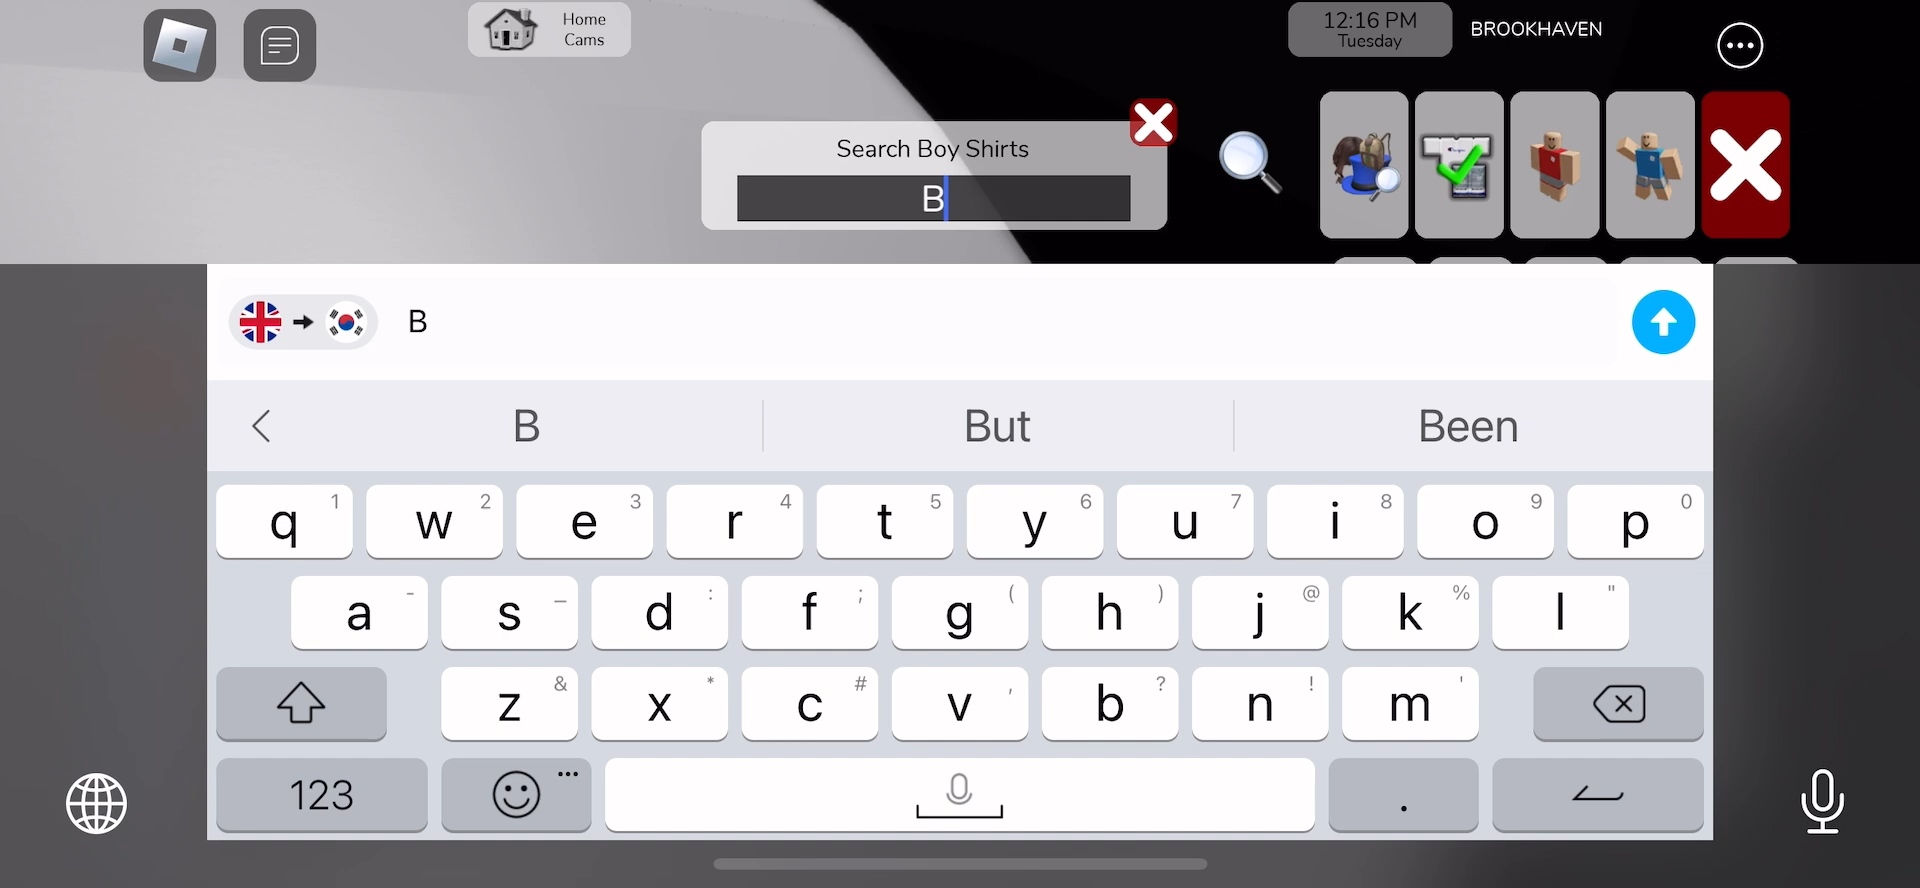 Home
Cams
12:16 PM
Tuesday
BROOKHAVEN
Search Boy Shirts
B
B
B
But
Been
q 1 w 2 e 3 r 4 t 5 y 6 u 7 i 8 o 9 p 0
a - s _ d : f ; g ( h ) j @ k % l "
z & x * c # v , b ? n ! m '
123
.